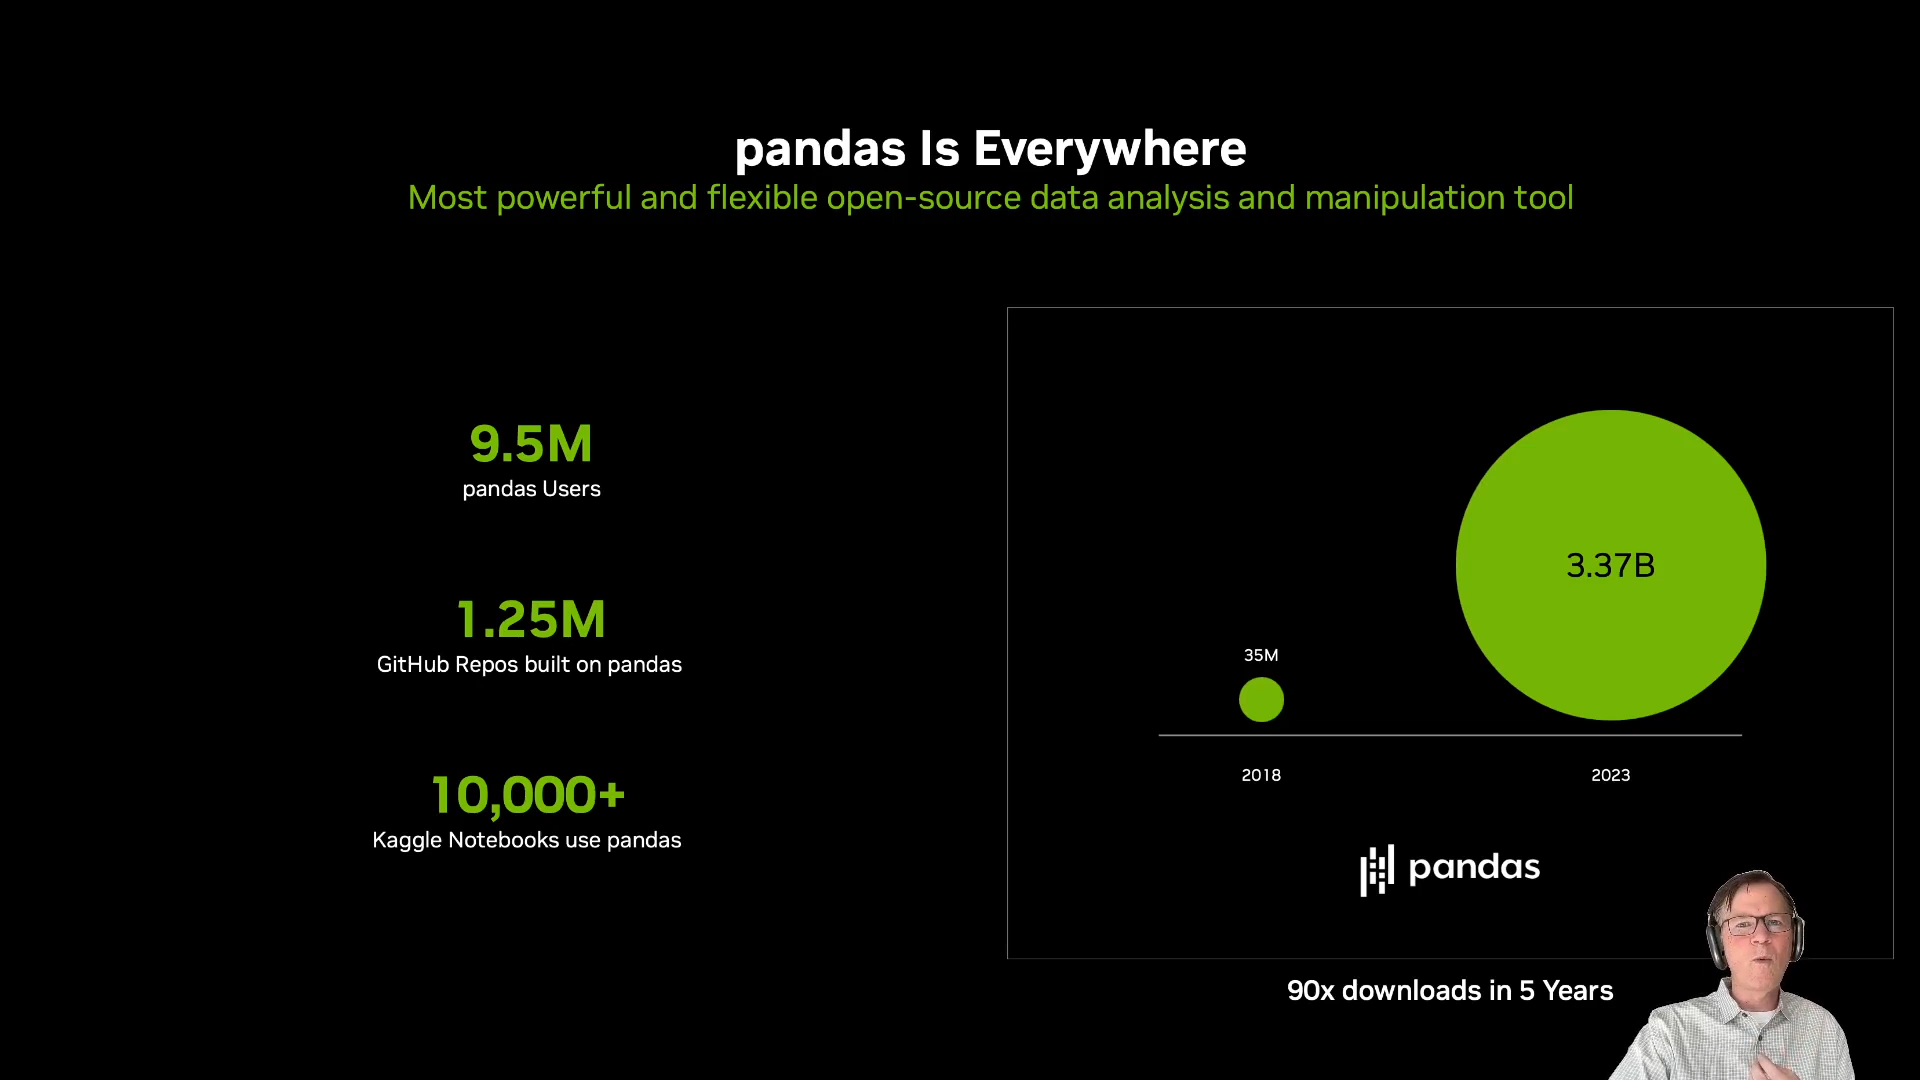 pandas Is Everywhere
Most powerful and flexible open-source data analysis and manipulation tool
9.5M
pandas Users
1.25M
GitHub Repos built on pandas
10,000+
Kaggle Notebooks use pandas
35M
3.37B
2018
2023
pandas
90x downloads in 5 Years